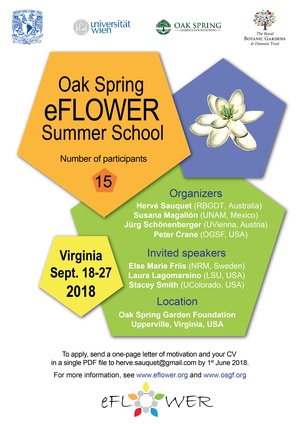 universität
wien
OAK SPRING
GARDEN FOUNDATION
The Royal
BOTANIC GARDENS
& Domain Trust
Oak Spring
eFLOWER
Summer School
Number of participants
15
Organizers
Hervé Sauquet (RBGDT, Australia)
Susana Magallón (UNAM, Mexico)
Jürg Schönenberger (UVienna, Austria)
Peter Crane (OGSF, USA)
Virginia
Sept. 18-27
2018
Invited speakers
Else Marie Friis (NRM, Sweden)
Laura Lagomarsino (LSU, USA)
Stacey Smith (UColorado, USA)
Location
Oak Spring Garden Foundation
Upperville, Virginia, USA
To apply, send a one-page letter of motivation and your CV
in a single PDF file to herve.sauquet@gmail.com by 1st June 2018.
For more information, see www.eflower.org and www.osgf.org
eFLOWER